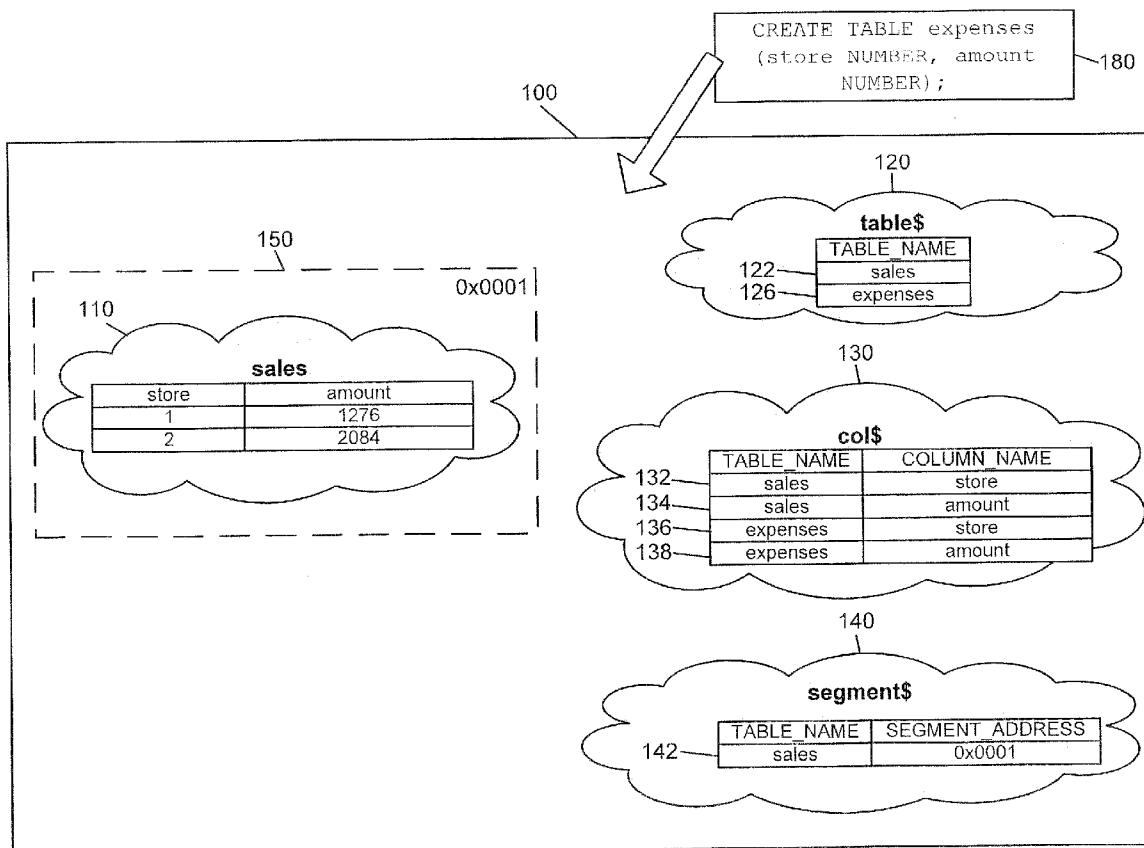 CREATE TABLE expenses
(store NUMBER, amount
NUMBER);
180
100
120
table$
TABLE_NAME
122
sales
126
expenses
150
0x0001
110
sales
store amount
1 1276
2 2084
130
col$
TABLE_NAME COLUMN_NAME
132 sales store
134 sales amount
136 expenses store
138 expenses amount
140
segment$
TABLE_NAME SEGMENT_ADDRESS
142 sales 0x0001